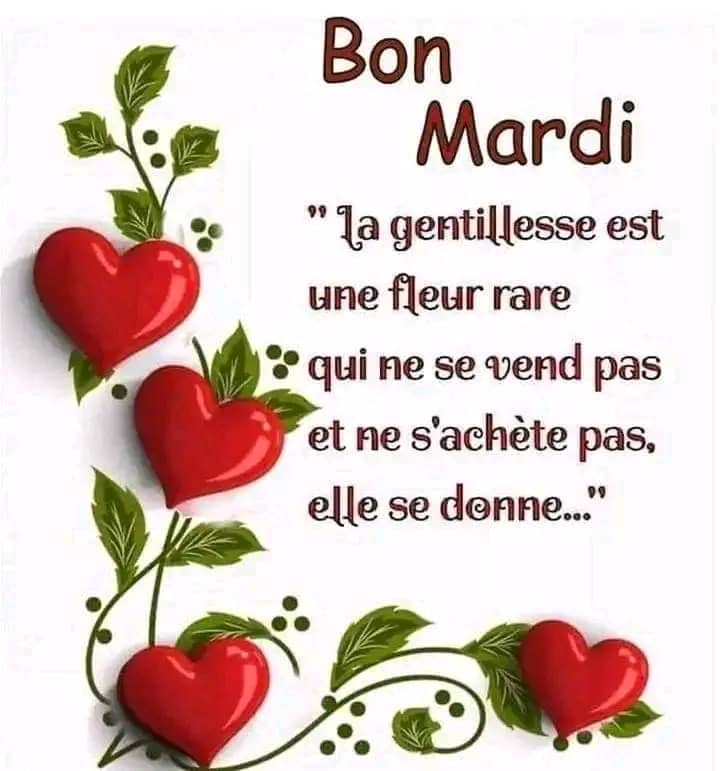 Bon
Mardi
" La gentillesse est
une fleur rare
qui ne se vend pas
et ne s'achète pas,
elle se donne..."